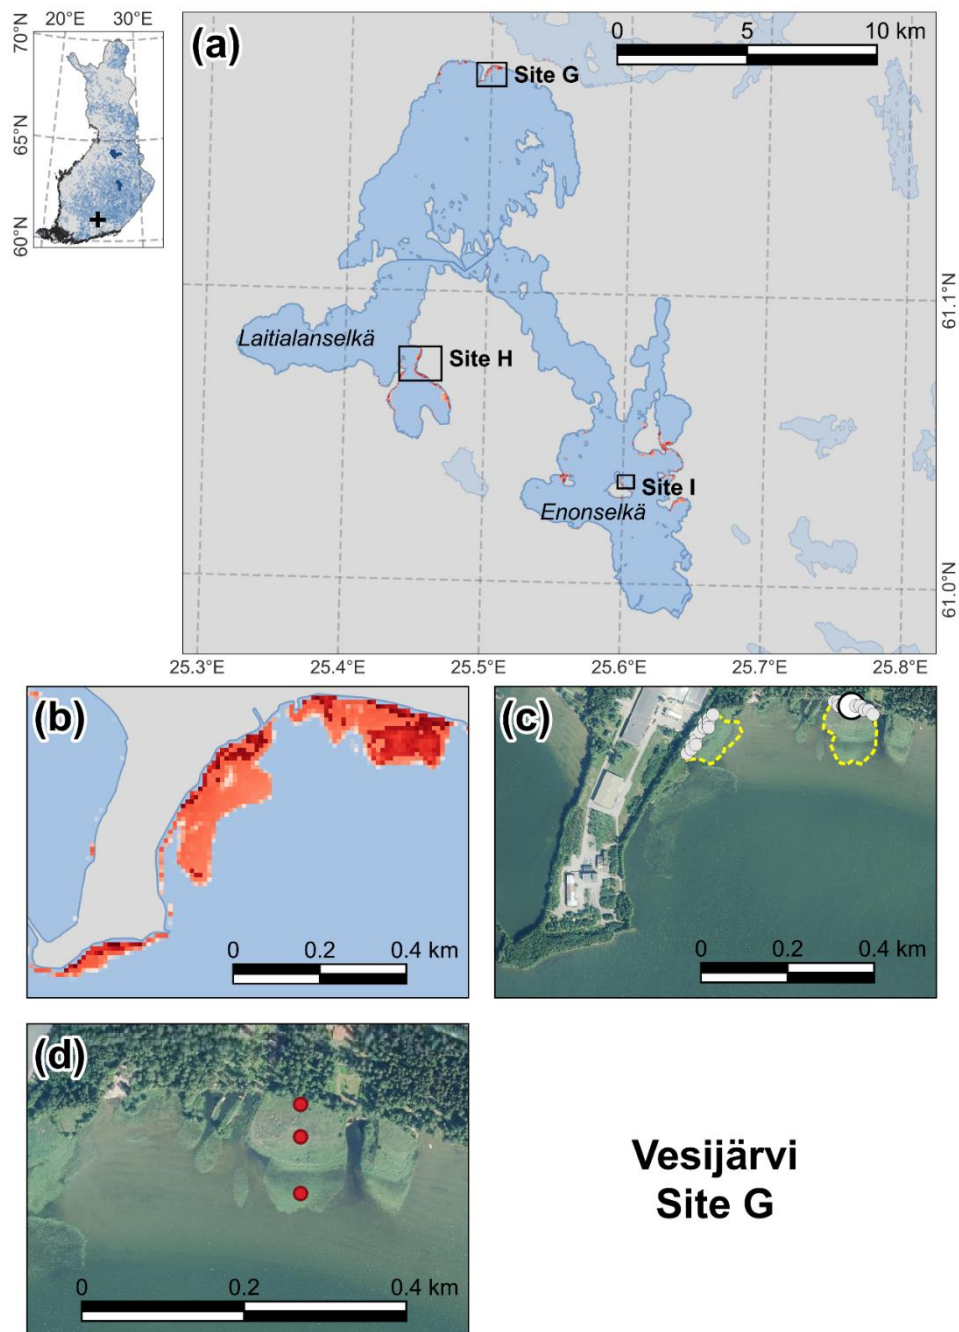 20°E 30°E
70°N
65°N
60°N
(a)
0 5 10 km
Site G
Laitialanselkä
Site H
Site I
Enonselkä
61.1°N
61.0°N
25.3°E 25.4°E 25.5°E 25.6°E 25.7°E 25.8°E
(b)
0 0.2 0.4 km
(c)
0 0.2 0.4 km
(d)
0 0.2 0.4 km
Vesijärvi
Site G